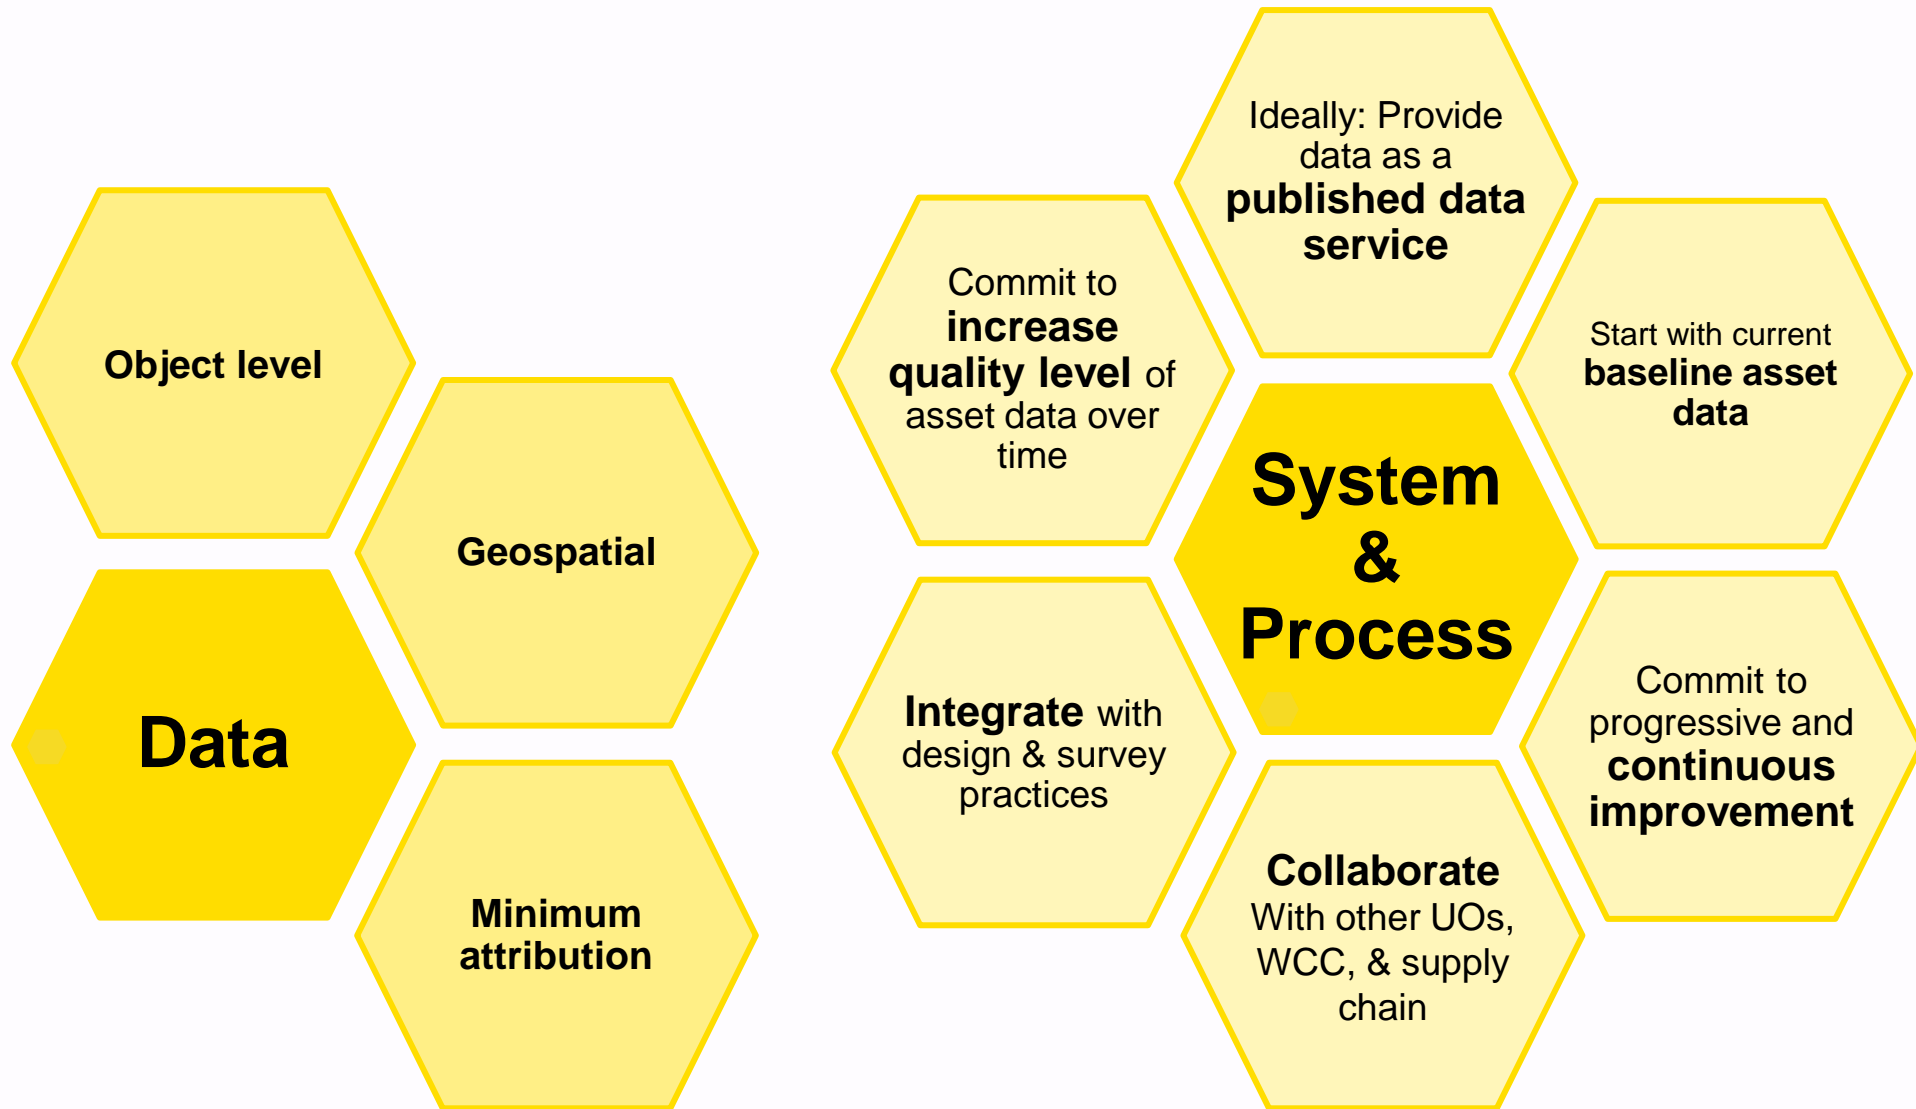 Object level
Geospatial
Data
Minimum
attribution
Ideally: Provide
data as a
published data
service
Commit to
increase
quality level of
asset data over
time
Start with current
baseline asset
data
System
&
Process
Integrate with
design & survey
practices
Commit to
progressive and
continuous
improvement
Collaborate
With other UOs,
WCC, & supply
chain